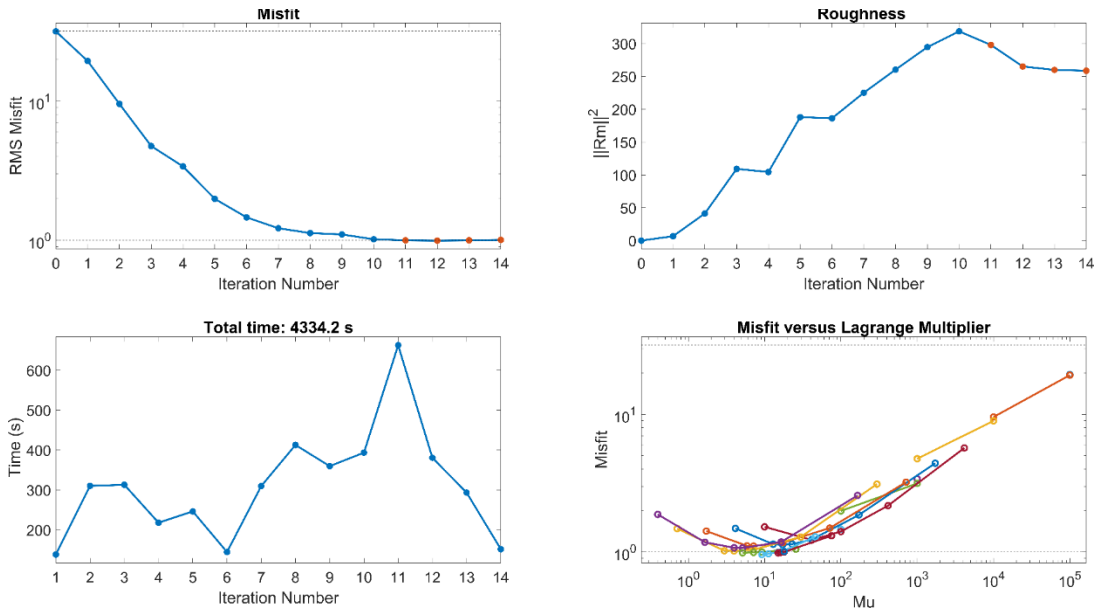 Misfit
10^1
10^0
RMS Misfit
0 1 2 3 4 5 6 7 8 9 10 11 12 13 14
Iteration Number
Roughness
300
250
200
150
100
50
0
||Rm||^2
0 1 2 3 4 5 6 7 8 9 10 11 12 13 14
Iteration Number
Total time: 4334.2 s
600
500
400
300
200
Time (s)
1 2 3 4 5 6 7 8 9 10 11 12 13 14
Iteration Number
Misfit versus Lagrange Multiplier
10^1
10^0
Misfit
10^0 10^1 10^2 10^3 10^4 10^5
Mu